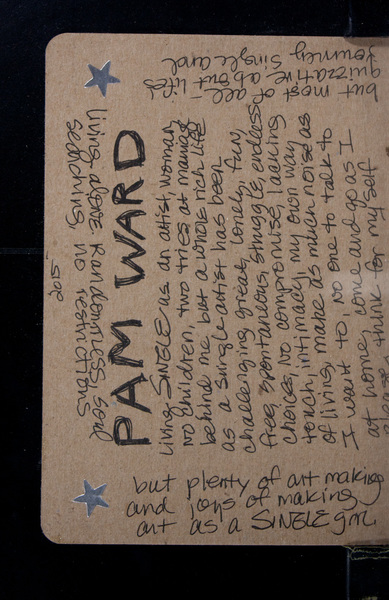 living alone, randomness, soul
searching, no restrictions
PAM WARD
Living SINGLE as an artist, woman,
NO children, two tries at marriage
behind me, but a whole rich life
as a single artist has been
challenging, great, lonely, fun,
free, spontaneous, struggle, endless
choices, NO compromise, lacking
touch, intimacy, my own way
of living, make as much noise as
I want to, NO one to talk to
at home, come and go as I
think for myself
but plenty of art making
and joys of making
art as a SINGLE grl.
but most of all-
quizzative about life's
journey single and